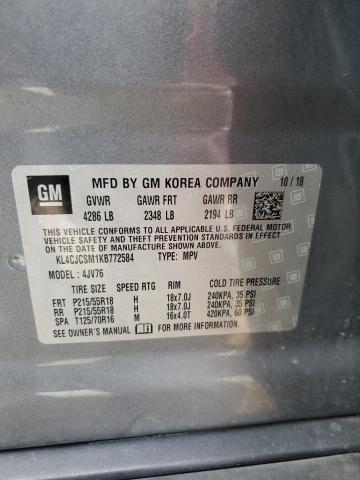 GM
MFD BY GM KOREA COMPANY 10/18
GVWR GAWR FRT GAWR RR
4286 LB 2348 LB 2194 LB
THIS VEHICLE CONFORMS TO ALL APPLICABLE U.S. FEDERAL MOTOR
VEHICLE SAFETY, BUMPER, AND THEFT PREVENTION STANDARDS IN EFFECT
ON THE DATE OF MANUFACTURE SHOWN ABOVE.
KL4CJCSM1KB772584 TYPE: MPV
MODEL: 4JV76
TIRE SIZE SPEED RTG RIM COLD TIRE PRESSURE
FRT P215/55R18 H 18x7.0J 240KPA, 35 PSI
RR P215/55R18 H 18x7.0J 240KPA, 35 PSI
SPA T125/70R16 M 16x4.0T 420KPA, 60 PSI
SEE OWNER'S MANUAL FOR MORE INFORMATION.